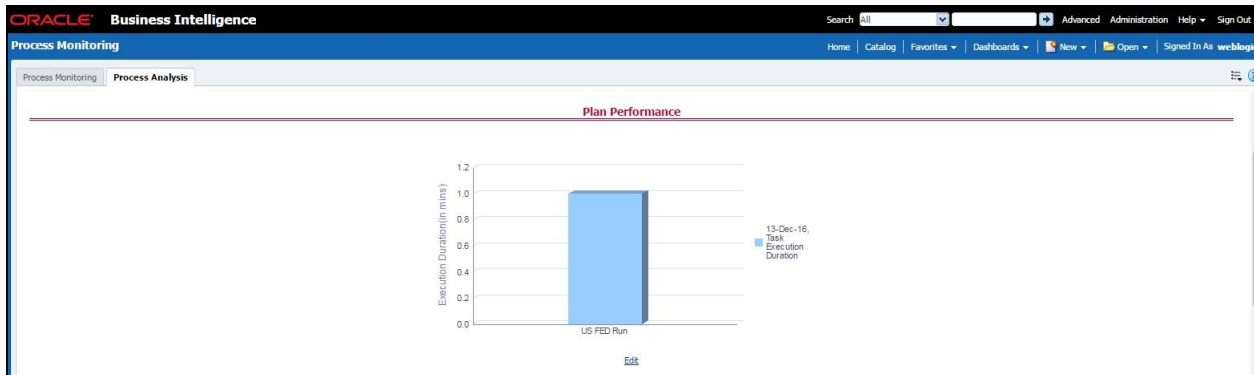 ORACLE Business Intelligence
Search All Advanced Administration Help Sign Out
Process Monitoring
Home Catalog Favorites Dashboards New Open Signed In As
Process Monitoring Process Analysis
Plan Performance
Execution Duration(in mins)
1.2
1.0
0.8
0.6
0.4
0.2
0.0
US FED Run
13-Dec-16,
Task
Execution
Duration
Edit